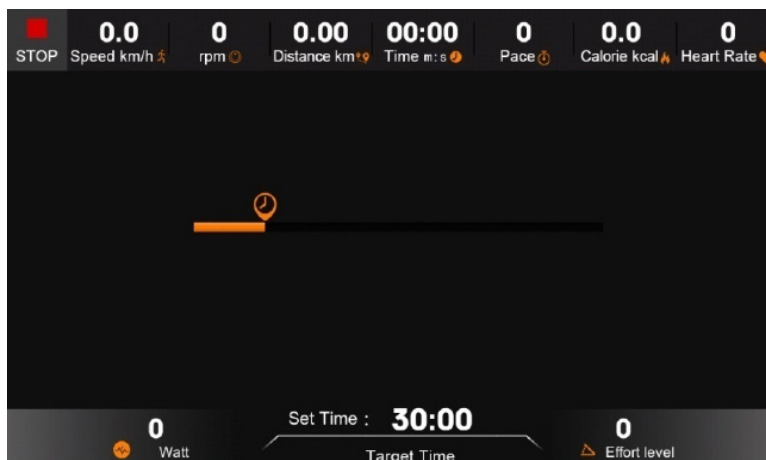 0.0 0 0.00 00:00 0 0.0 0
STOP Speed km/h rpm Distance km Time m:s Pace Calorie kcal Heart Rate
Set Time : 30:00
0 0
Watt Target Time Effort level